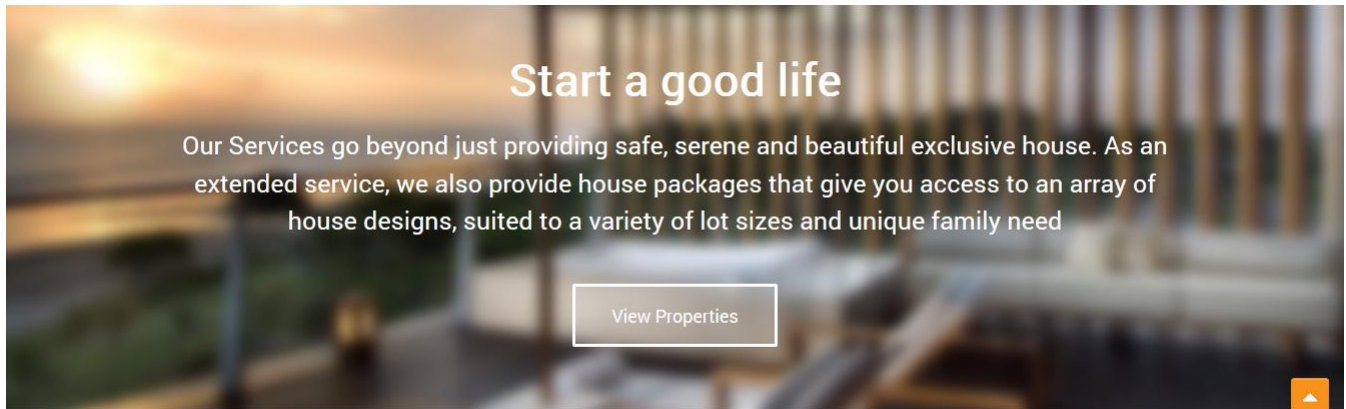 Start a good life
Our Services go beyond just providing safe, serene and beautiful exclusive house. As an
extended service, we also provide house packages that give you access to an array of
house designs, suited to a variety of lot sizes and unique family need
View Properties